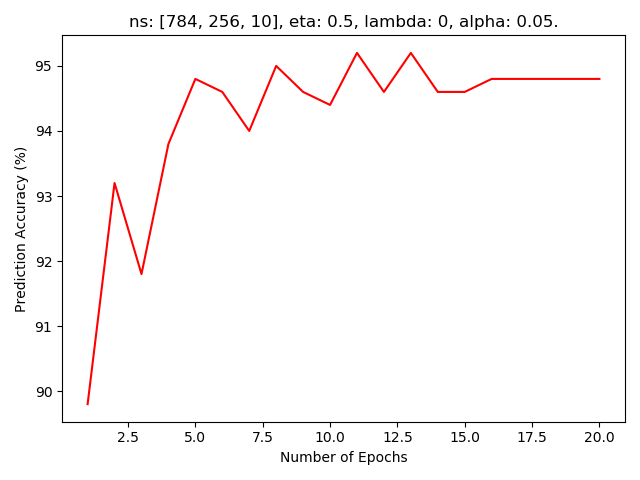 ns: [784, 256, 10], eta: 0.5, lambda: 0, alpha: 0.05.
Prediction Accuracy (%)
95
94
93
92
91
90
2.5 5.0 7.5 10.0 12.5 15.0 17.5 20.0
Number of Epochs